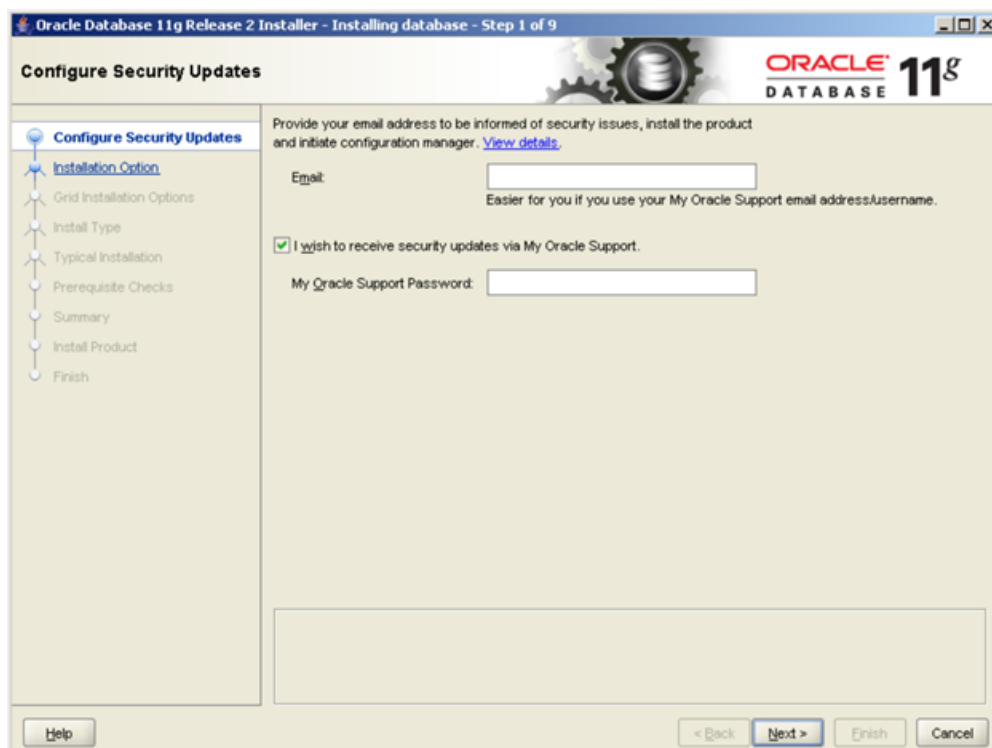 Oracle Database 11g Release 2 Installer - Installing database - Step 1 of 9
Configure Security Updates
ORACLE
DATABASE
11g
Configure Security Updates
Installation Option
Grid Installation Options
Install Type
Typical Installation
Prerequisite Checks
Summary
Install Product
Finish
Provide your email address to be informed of security issues, install the product
and initiate configuration manager. View details.
Email:
Easier for you if you use your My Oracle Support email address/username.
I wish to receive security updates via My Oracle Support.
My Oracle Support Password:
Help
< Back
Next >
Finish
Cancel